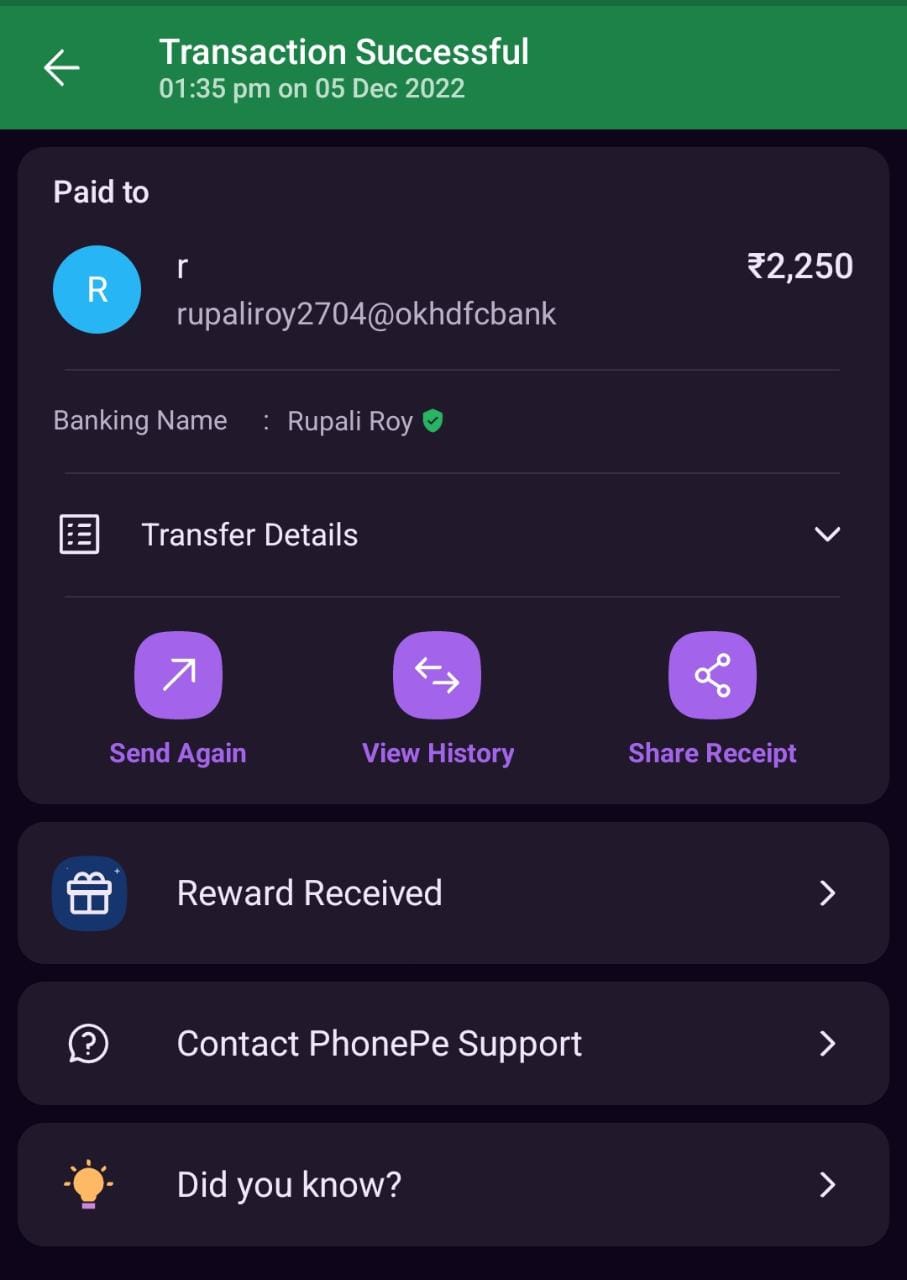 Transaction Successful
01:35 pm on 05 Dec 2022
Paid to
R
r
₹2,250
rupaliroy2704@okhdfcbank
Banking Name : Rupali Roy
Transfer Details
Send Again
View History
Share Receipt
Reward Received
Contact PhonePe Support
Did you know?